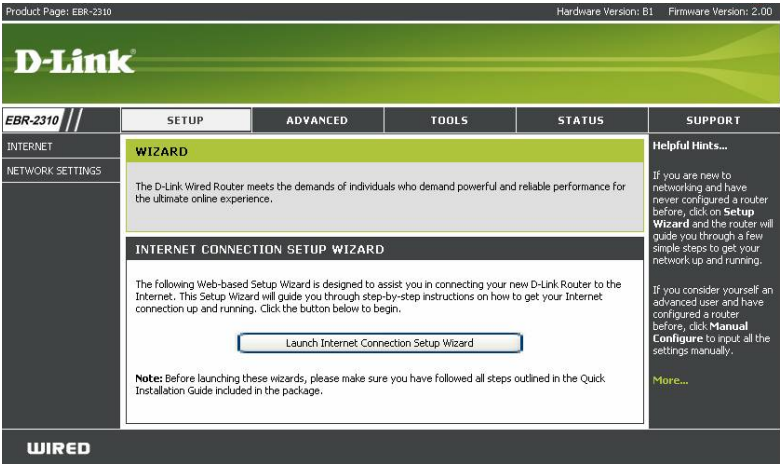 Product Page: EBR-2310
Hardware Version: B1 Firmware Version: 2.00
D-Link
EBR-2310
SETUP
ADVANCED
TOOLS
STATUS
SUPPORT
INTERNET
NETWORK SETTINGS
WIZARD
The D-Link Wired Router meets the demands of individuals who demand powerful and reliable performance for
the ultimate online experience.
INTERNET CONNECTION SETUP WIZARD
The following Web-based Setup Wizard is designed to assist you in connecting your new D-Link Router to the
Internet. This Setup Wizard will guide you through step-by-step instructions on how to get your Internet
connection up and running. Click the button below to begin.
Launch Internet Connection Setup Wizard
Note: Before launching these wizards, please make sure you have followed all steps outlined in the Quick
Installation Guide included in the package.
Helpful Hints...
If you are new to
networking and have
never configured a router
before, click on Setup
Wizard and the router will
guide you through a few
simple steps to get your
network up and running.
If you consider yourself an
advanced user and have
configured a router
before, click Manual
Configure to input all the
settings manually.
More...
WIRED